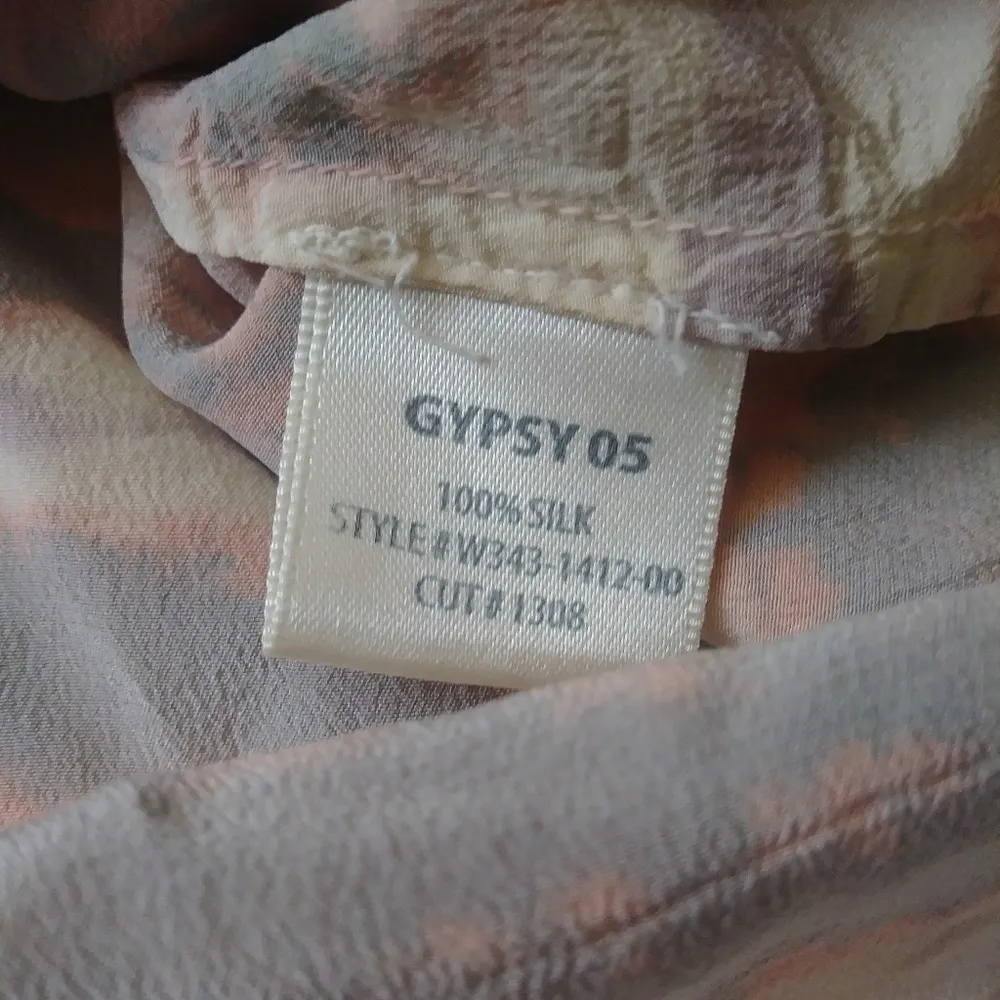 GYPSY 05
100% SILK
STYLE # W343-1412-00
CUT # 1308